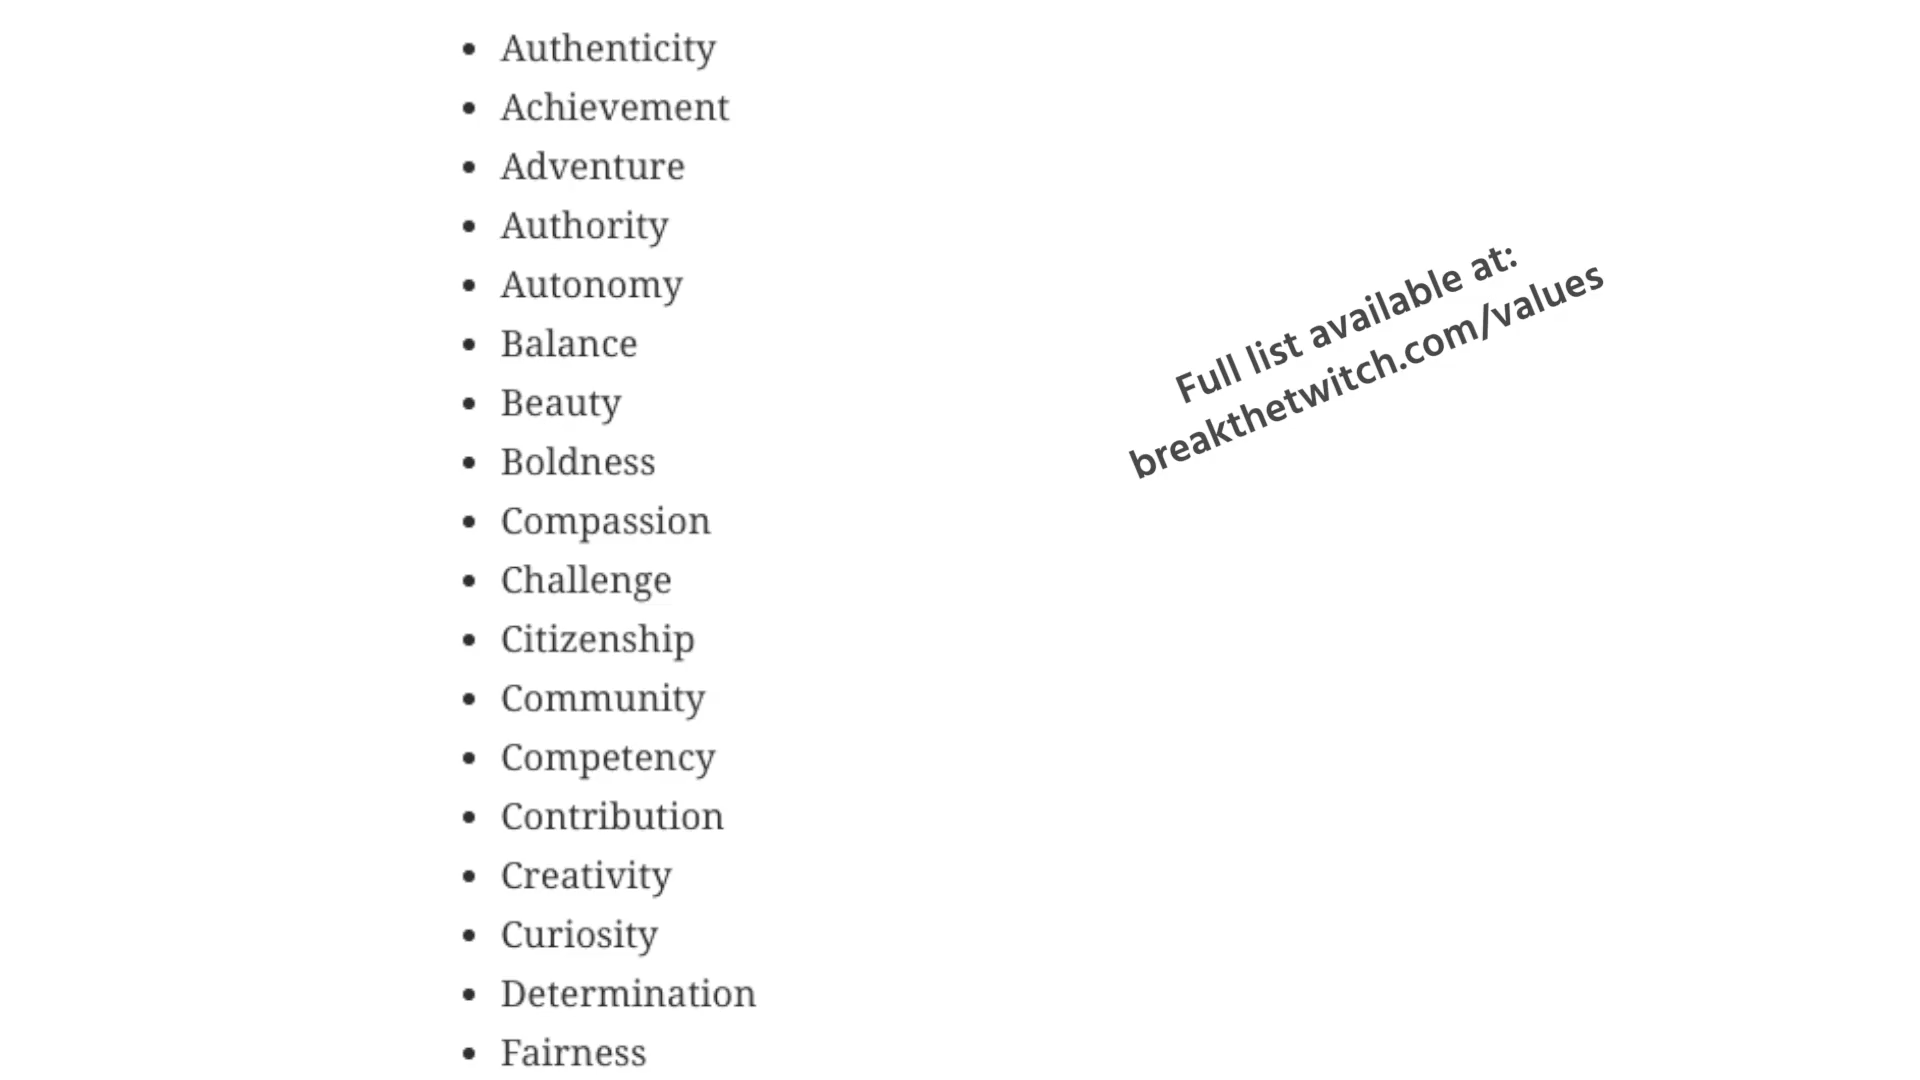 • Authenticity
• Achievement
• Adventure
• Authority
• Autonomy
• Balance
• Beauty
• Boldness
• Compassion
• Challenge
• Citizenship
• Community
• Competency
• Contribution
• Creativity
• Curiosity
• Determination
• Fairness
Full list available at:
breakthetwitch.com/values